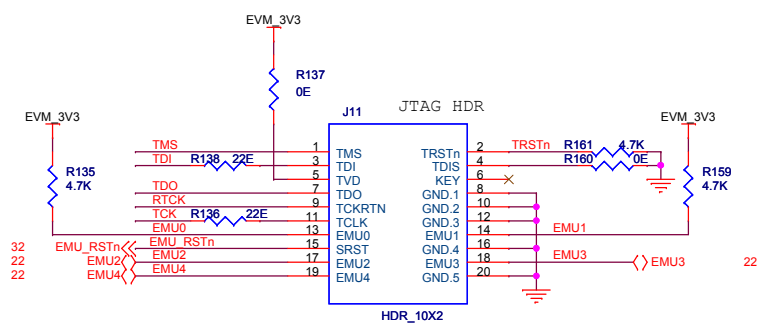 EVM_3V3
R137
0E
J11
JTAG HDR
EVM_3V3
EVM_3V3
TMS 1 TMS TRSTn 2 TRSTn R161 4.7K
TDI R138 22E 3 TDI TDIS 4 R160 0E
R135
4.7K
R159
4.7K
5 TVD KEY 6
TDO 7 TDO GND.1 8
RTCK 9 TCKRTN GND.2 10
TCK R136 22E 11 TCLK GND.3 12
EMU0 13 EMU0 EMU1 14 EMU1
32 EMU_RSTn EMU_RSTn 15 SRST GND.4 16
22 EMU2 EMU2 17 EMU2 EMU3 18 EMU3 EMU3 22
22 EMU4 EMU4 19 EMU4 GND.5 20
HDR_10X2